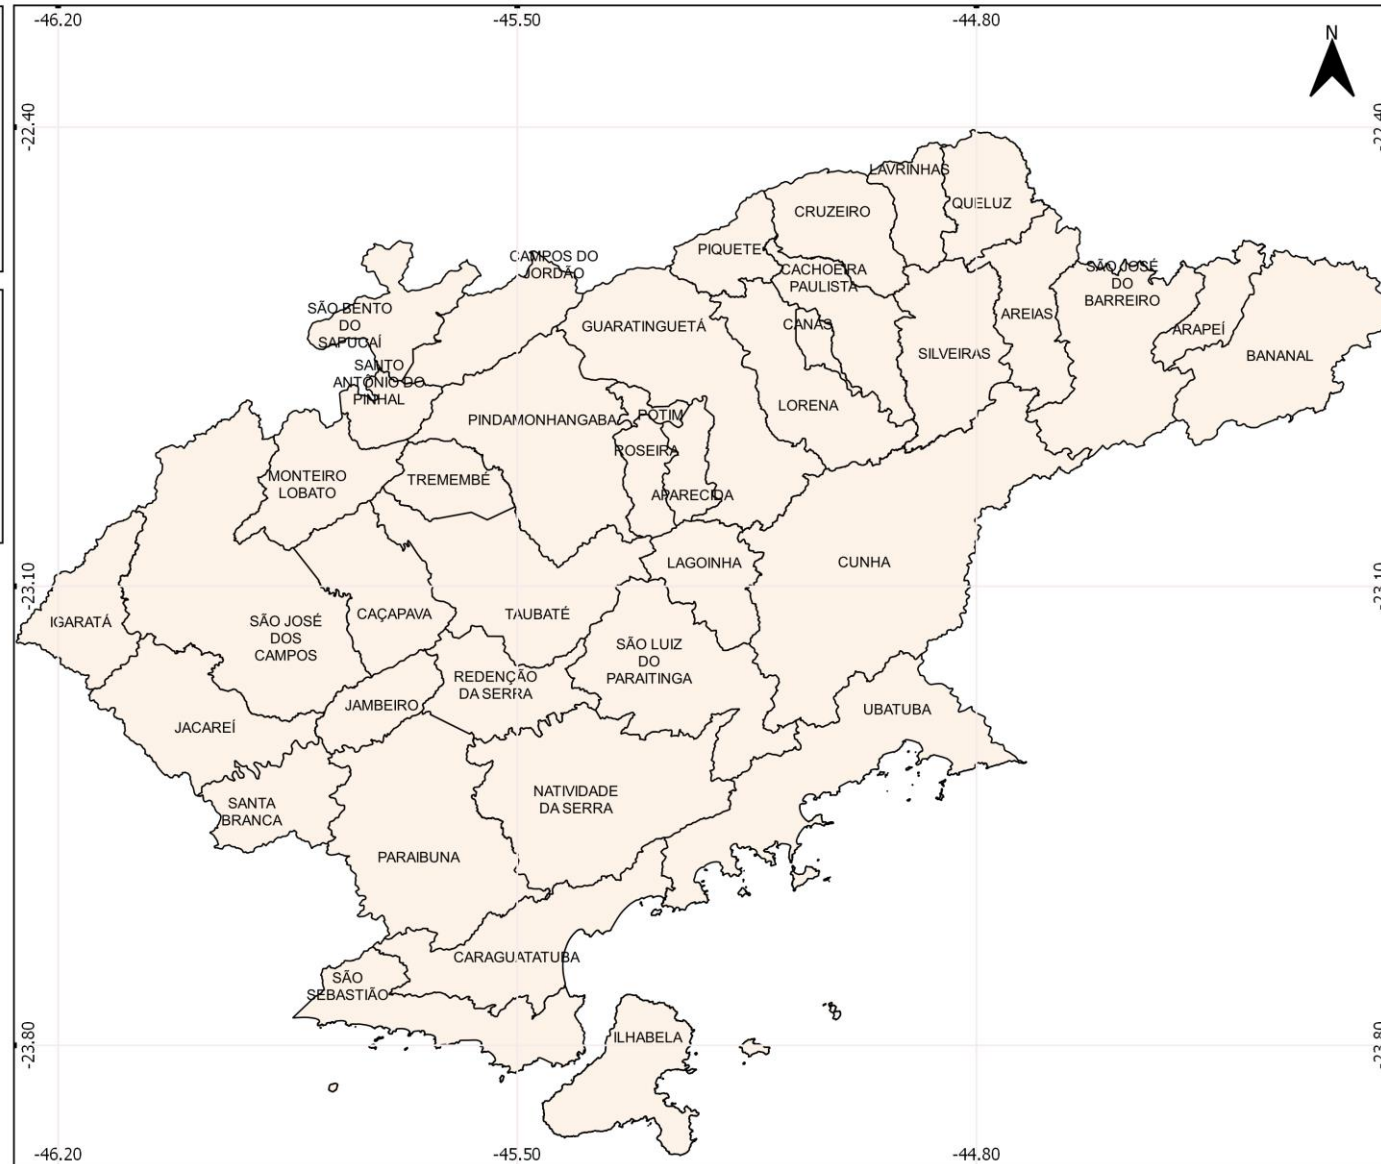 -46.20
-45.50
-44.80
N
-22.40
-22.40
LAVRINHAS
QUELUZ
CRUZEIRO
PIQUETE
CAMPOS DO
JORDÃO
CACHOEIRA
PAULISTA
SÃO JOSÉ
DO
BARREIRO
SÃO BENTO
DO
SAPUCAÍ
GUARATINGUETÁ
CANAS
AREIAS
ARAPEÍ
SILVEIRAS
BANANAL
SANTO
ANTÔNIO DO
PINHAL
LORENA
PINDAMONHANGABA
POTIM
ROSEIRA
MONTEIRO
LOBATO
TREMEMBÉ
APARECIDA
LAGOINHA
CUNHA
-23.10
-23.10
IGARATÁ
SÃO JOSÉ
DOS
CAMPOS
CAÇAPAVA
TAUBATÉ
SÃO LUIZ
DO
PARAITINGA
REDENÇÃO
DA SERRA
JAMBEIRO
UBATUBA
JACAREÍ
SANTA
BRANCA
NATIVIDADE
DA SERRA
PARAIBUNA
CARAGUATATUBA
SÃO
SEBASTIÃO
ILHABELA
-23.80
-23.80
-46.20
-45.50
-44.80